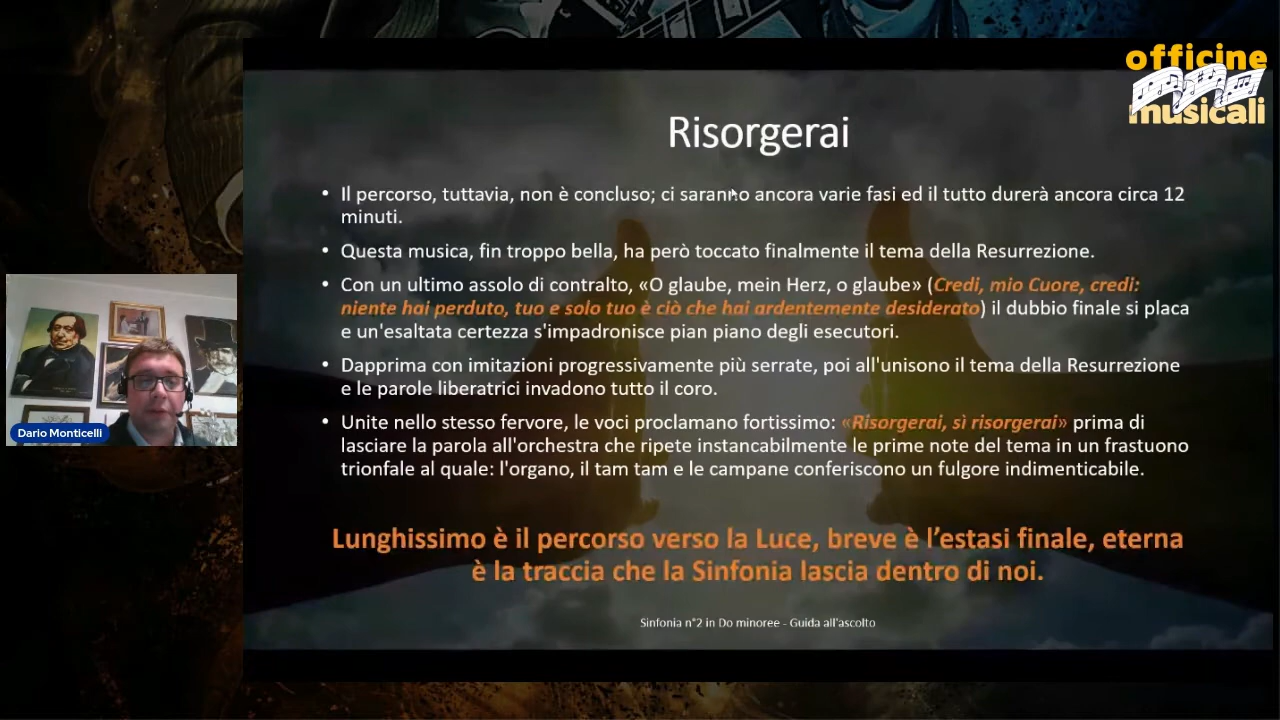 officine
musicali
Risorgerai
• Il percorso, tuttavia, non è concluso; ci saranno ancora varie fasi ed il tutto durerà ancora circa 12
minuti.
• Questa musica, fin troppo bella, ha però toccato finalmente il tema della Resurrezione.
• Con un ultimo assolo di contralto, «O glaube, mein Herz, o glaube» (Credi, mio Cuore, credi:
niente hai perduto, tuo e solo tuo è ciò che hai ardentemente desiderato) il dubbio finale si placa
e un'esaltata certezza s'impadronisce pian piano degli esecutori.
• Dapprima con imitazioni progressivamente più serrate, poi all'unisono il tema della Resurrezione
e le parole liberatrici invadono tutto il coro.
• Unite nello stesso fervore, le voci proclamano fortissimo: «Risorgerai, sì risorgerai» prima di
lasciare la parola all'orchestra che ripete instancabilmente le prime note del tema in un frastuono
trionfale al quale: l'organo, il tam tam e le campane conferiscono un fulgore indimenticabile.
Lunghissimo è il percorso verso la Luce, breve è l’estasi finale, eterna
è la traccia che la Sinfonia lascia dentro di noi.
Sinfonia n°2 in Do minoree - Guida all'ascolto
Dario Monticelli